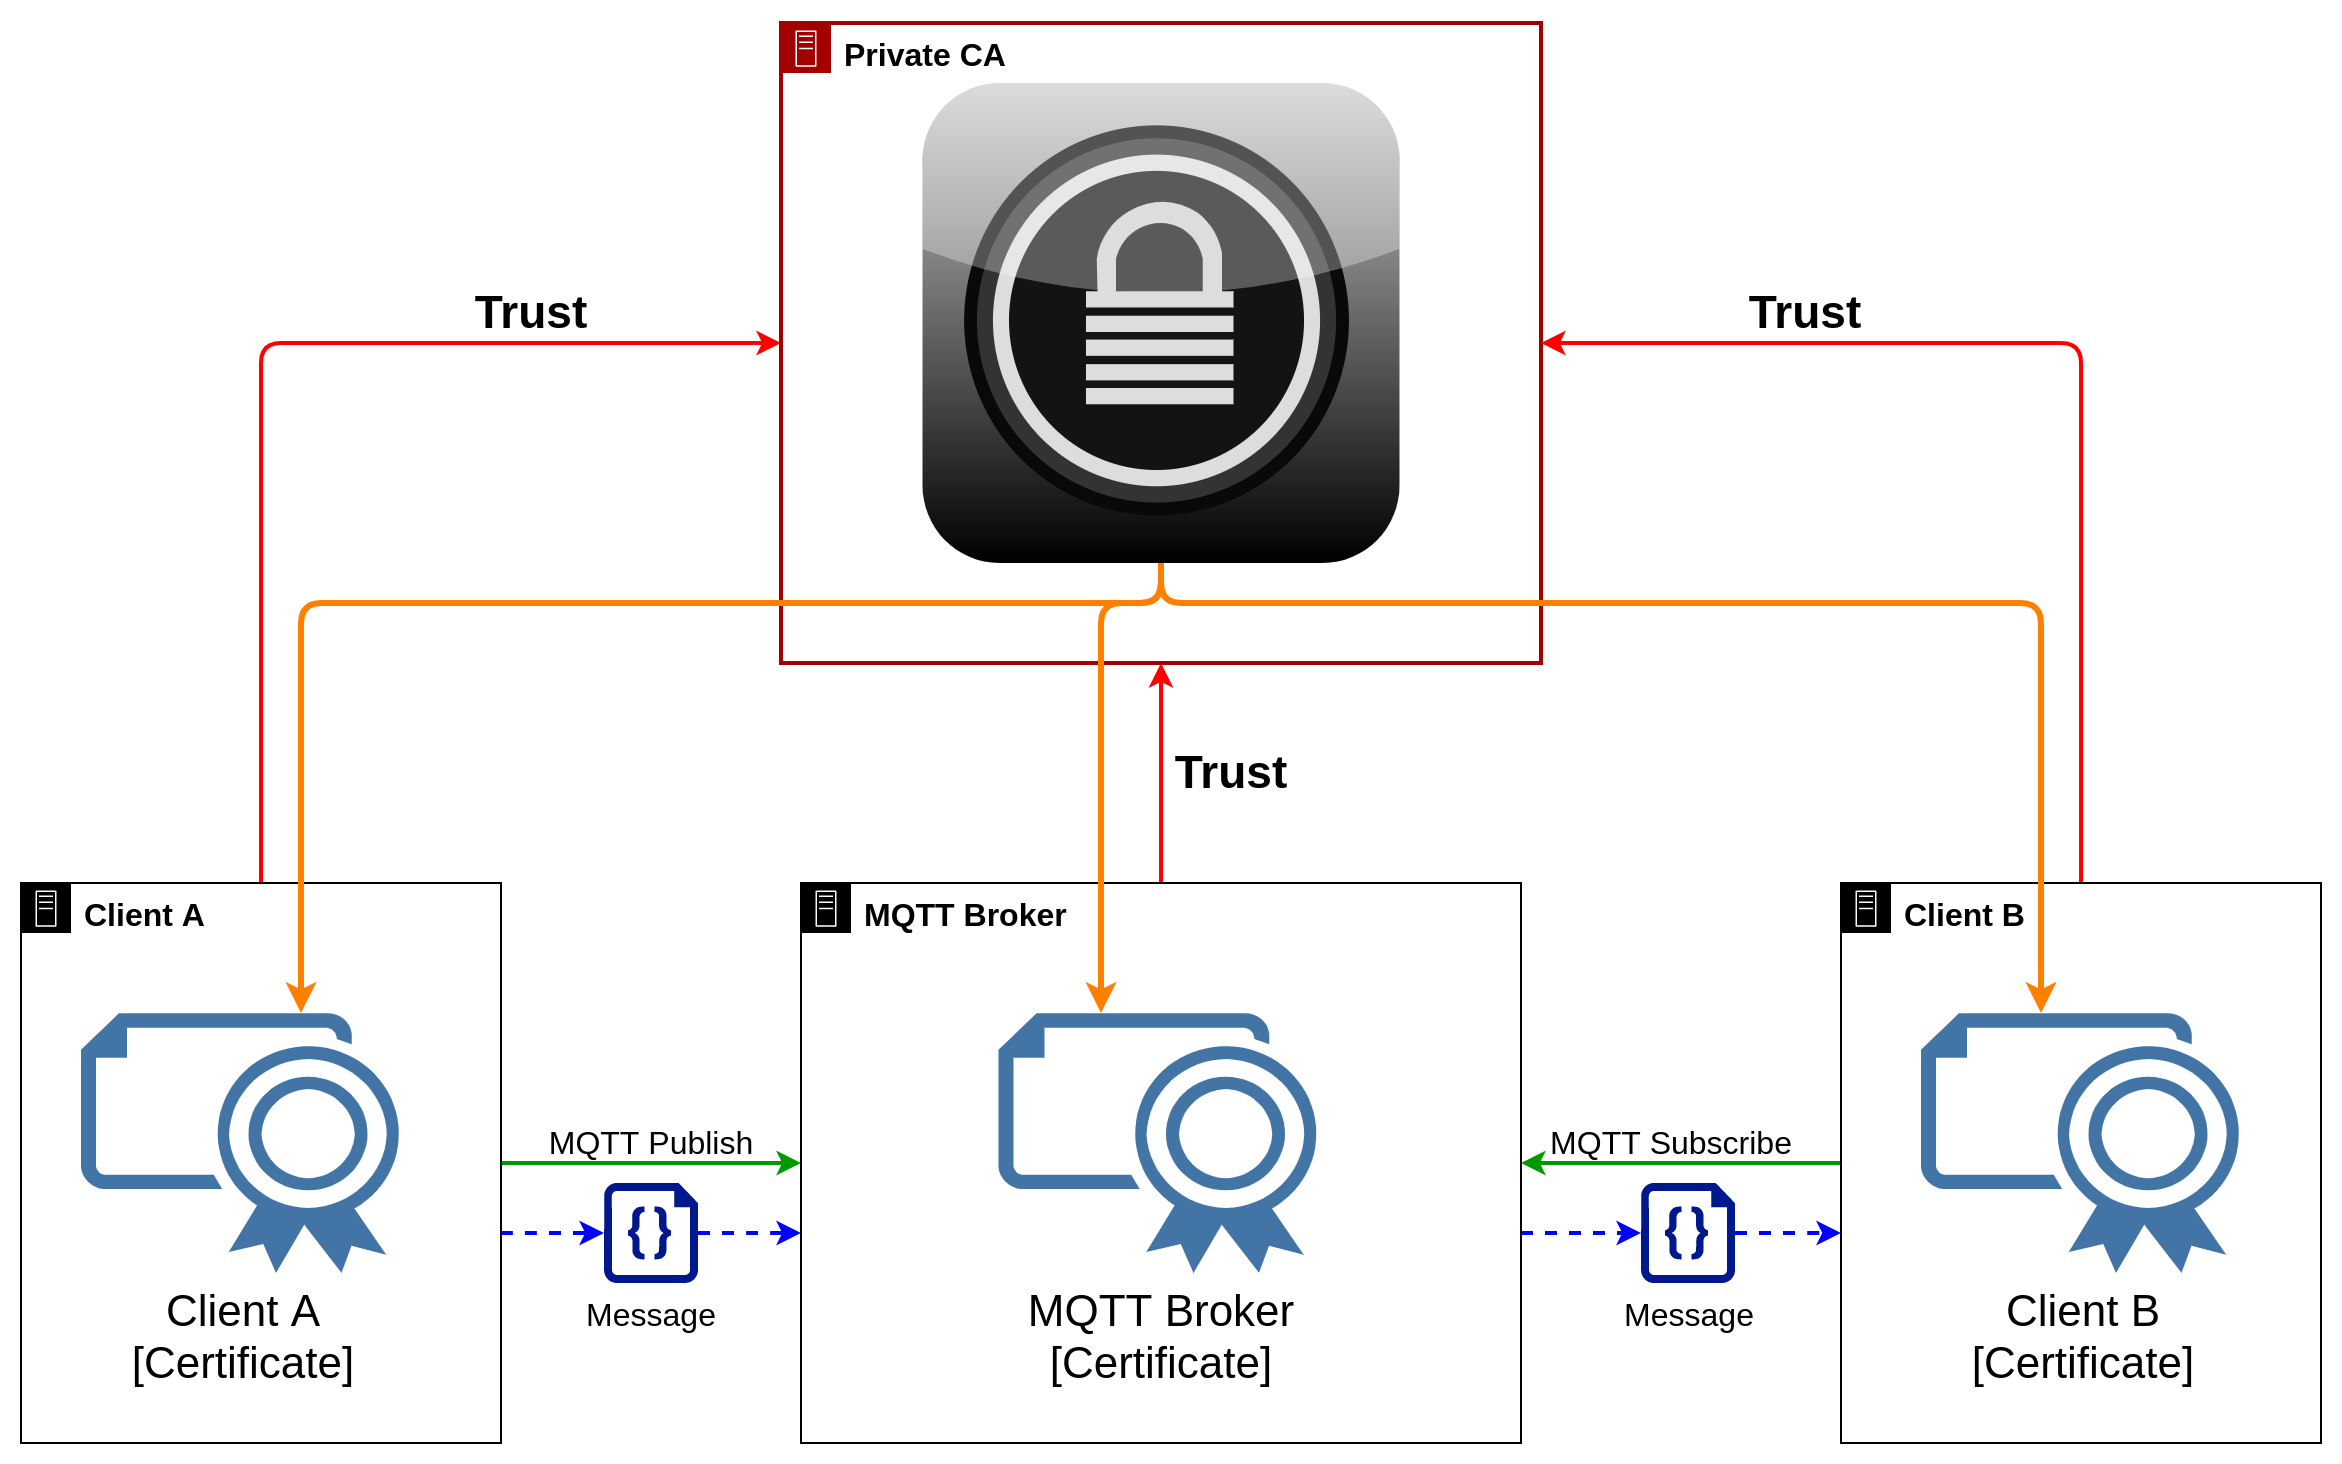 Private CA
Trust
Trust
Trust
Client A
MQTT Broker
Client B
MQTT Publish
MQTT Subscribe
{}
{}
Message
Message
Client A
[Certificate]
MQTT Broker
[Certificate]
Client B
[Certificate]